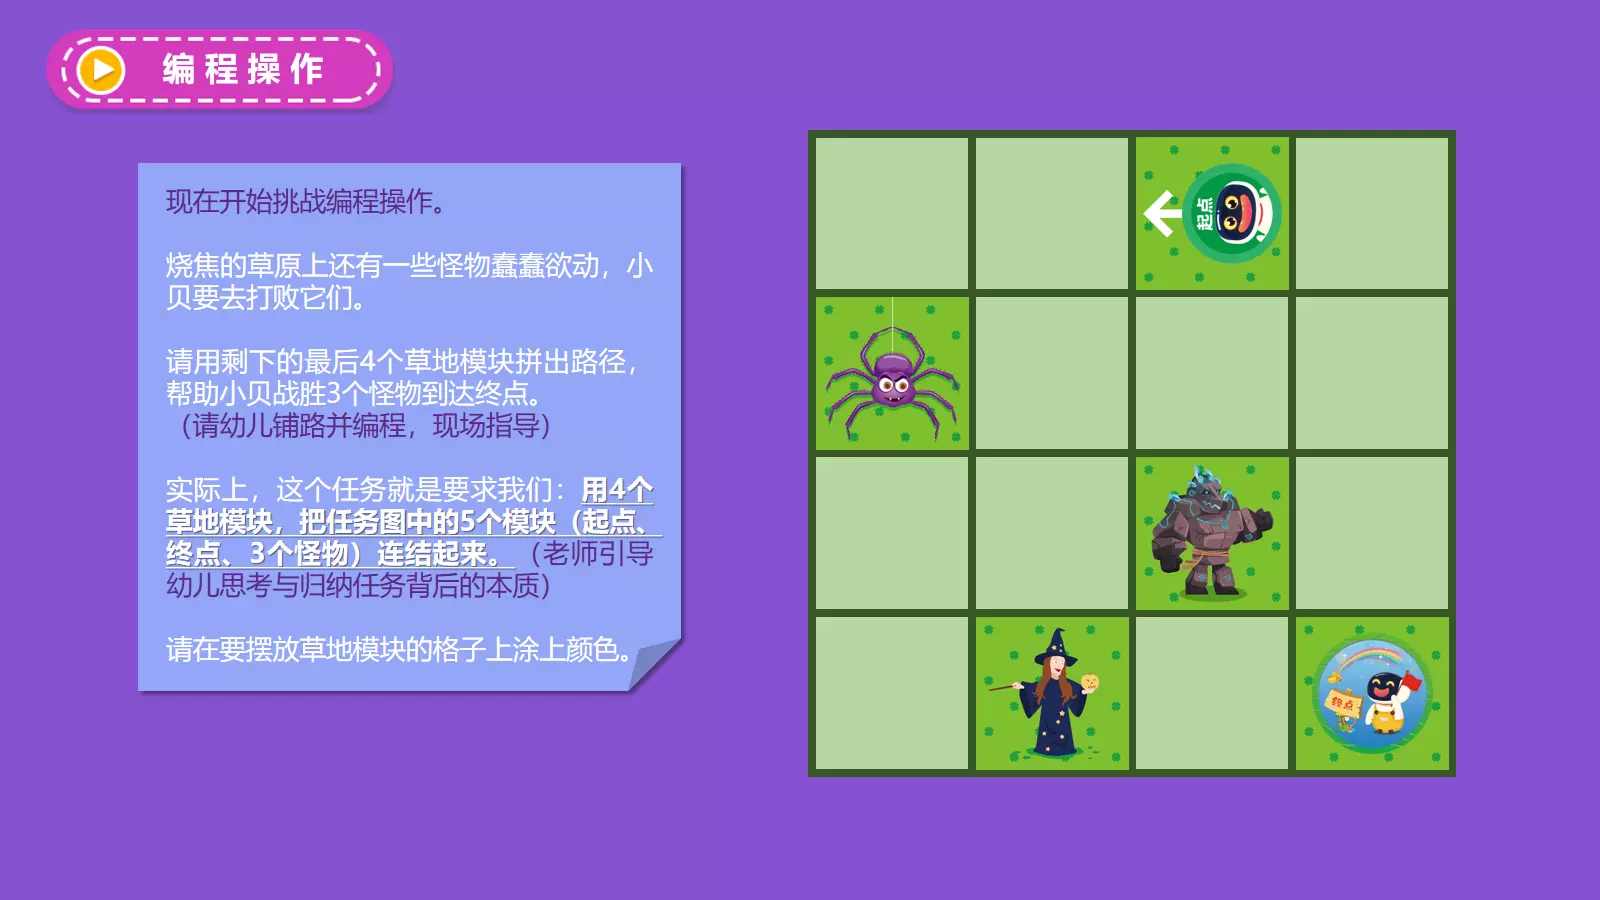 编程操作
现在开始挑战编程操作。
烧焦的草原上还有一些怪物蠢蠢欲动，小
贝要去打败它们。
请用剩下的最后4个草地模块拼出路径，
帮助小贝战胜3个怪物到达终点。
（请幼儿铺路并编程，现场指导）
实际上，这个任务就是要求我们：用4个
草地模块，把任务图中的5个模块（起点、
终点、3个怪物）连结起来。（老师引导
幼儿思考与归纳任务背后的本质）
请在要摆放草地模块的格子上涂上颜色。
起点
终点